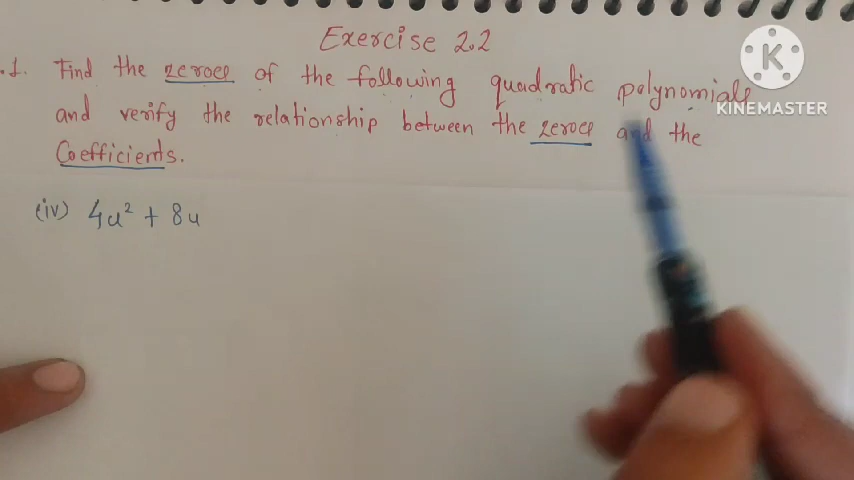 Exercise 2.2
.1. Find the zeroes of the following quadratic polynomials
and verify the relationship between the zeroes and the
Coefficients.
(iv) 4u² + 8u
K
KINEMASTER